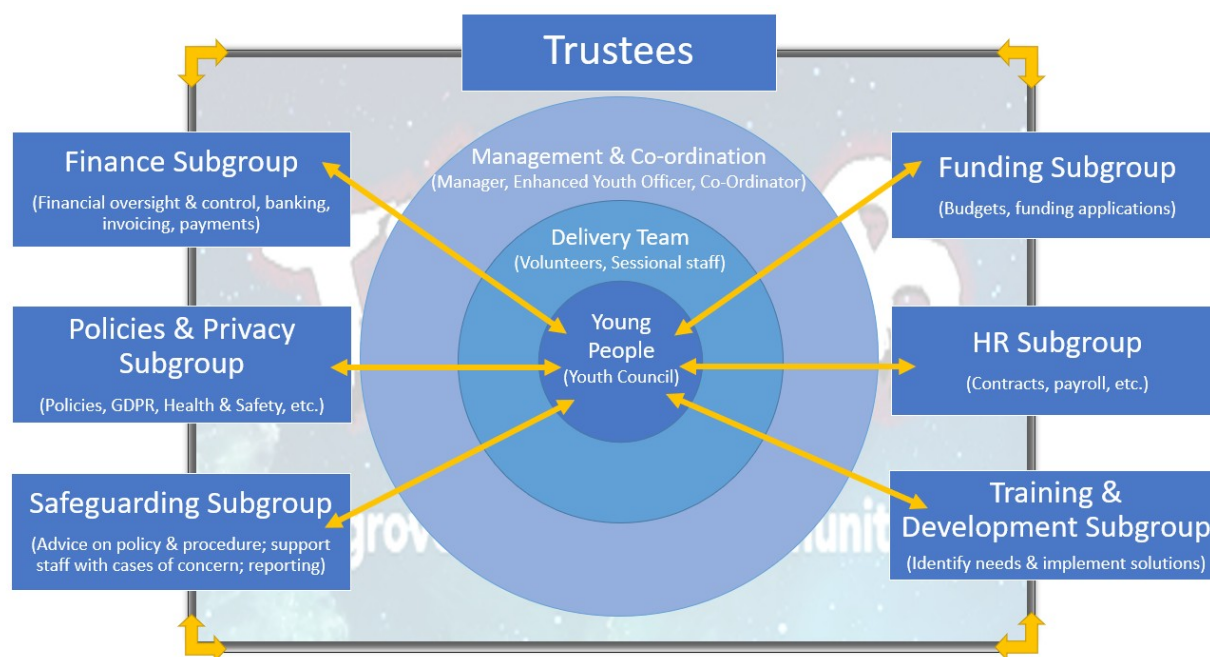 Trustees
Finance Subgroup
(Financial oversight & control, banking,
invoicing, payments)
Policies & Privacy
Subgroup
(Policies, GDPR, Health & Safety, etc.)
Safeguarding Subgroup
(Advice on policy & procedure; support
staff with cases of concern; reporting)
Management & Co-ordination
(Manager, Enhanced Youth Officer, Co-Ordinator)
Delivery Team
(Volunteers, Sessional staff)
Young
People
(Youth Council)
Funding Subgroup
(Budgets, funding applications)
HR Subgroup
(Contracts, payroll, etc.)
Training &
Development Subgroup
(Identify needs & implement solutions)